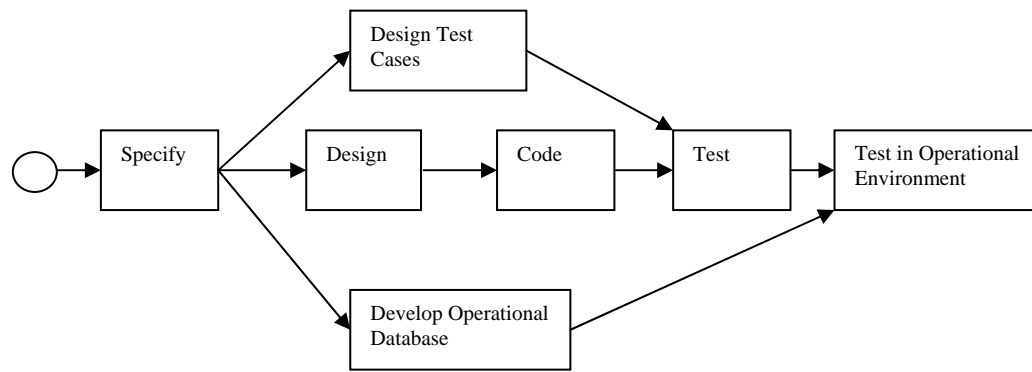 Design Test
Cases
Specify
Design
Code
Test
Test in Operational
Environment
Develop Operational
Database